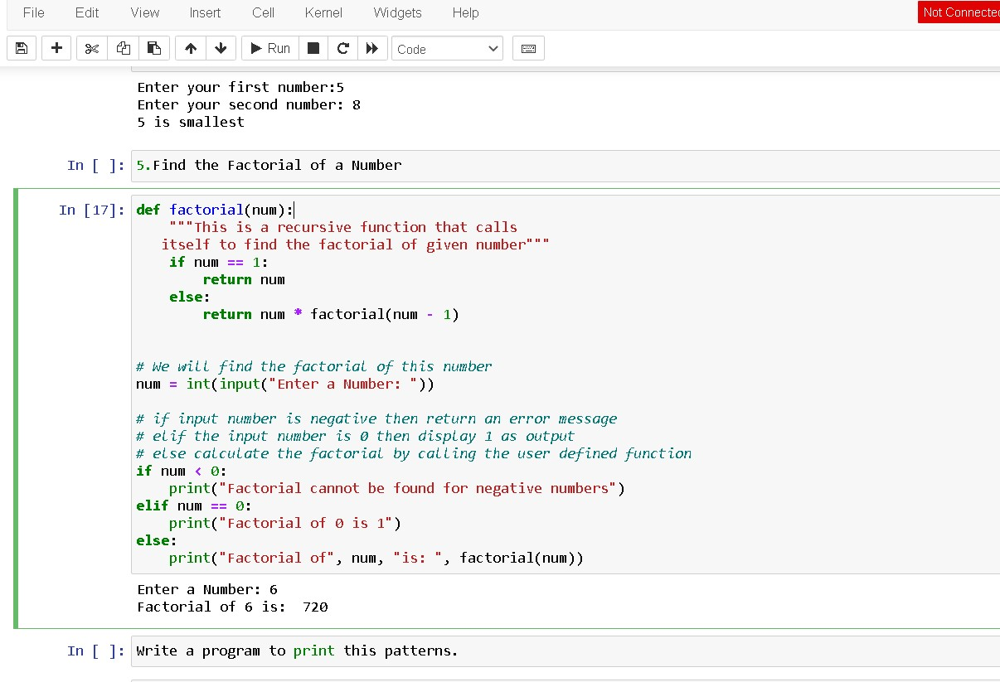 File Edit View Insert Cell Kernel Widgets Help
Not Connected
Run Code
Enter your first number:5
Enter your second number: 8
5 is smallest
In [ ]: 5.Find the Factorial of a Number
In [17]: def factorial(num):
"""This is a recursive function that calls
itself to find the factorial of given number"""
if num == 1:
return num
else:
return num * factorial(num - 1)
# We will find the factorial of this number
num = int(input("Enter a Number: "))
# if input number is negative then return an error message
# elif the input number is 0 then display 1 as output
# else calculate the factorial by calling the user defined function
if num < 0:
print("Factorial cannot be found for negative numbers")
elif num == 0:
print("Factorial of 0 is 1")
else:
print("Factorial of", num, "is: ", factorial(num))
Enter a Number: 6
Factorial of 6 is:  720
In [ ]: Write a program to print this patterns.